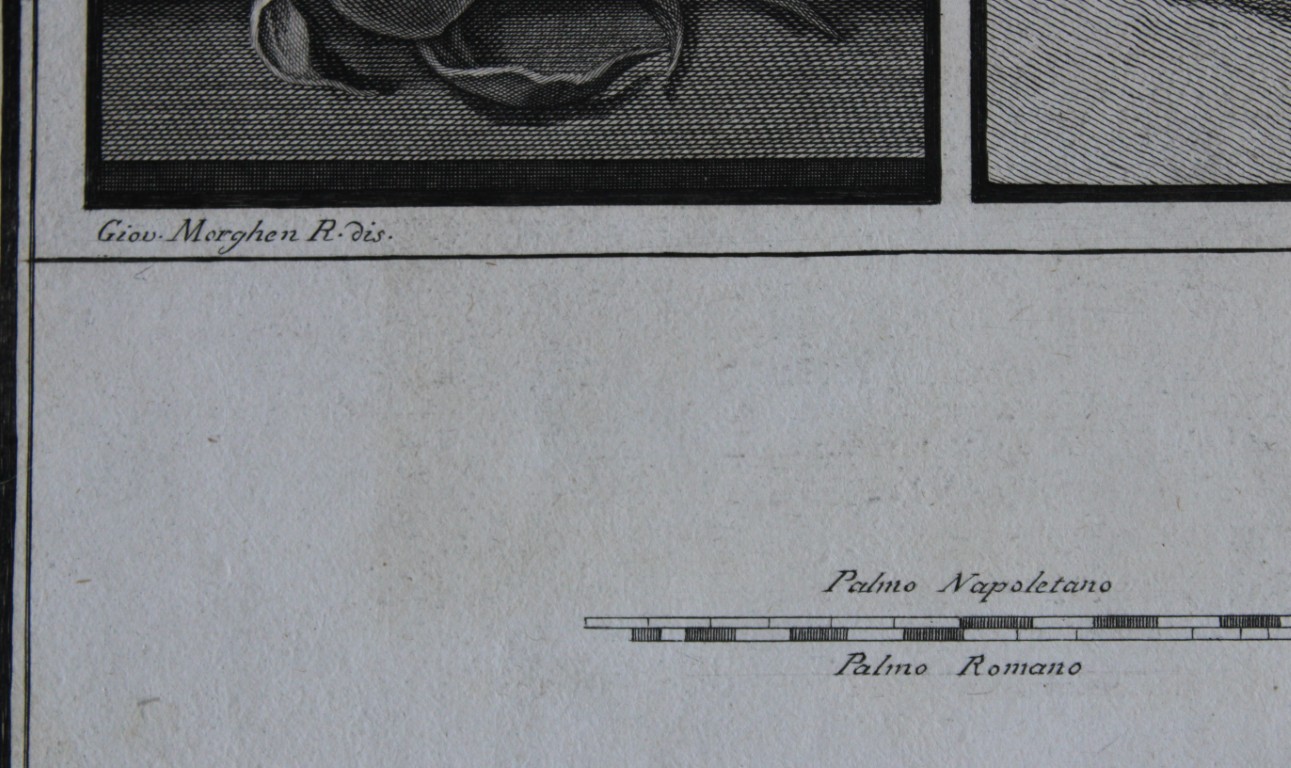 Giov. Morghen R. dis.
Palmo Napoletano
Palmo Romano